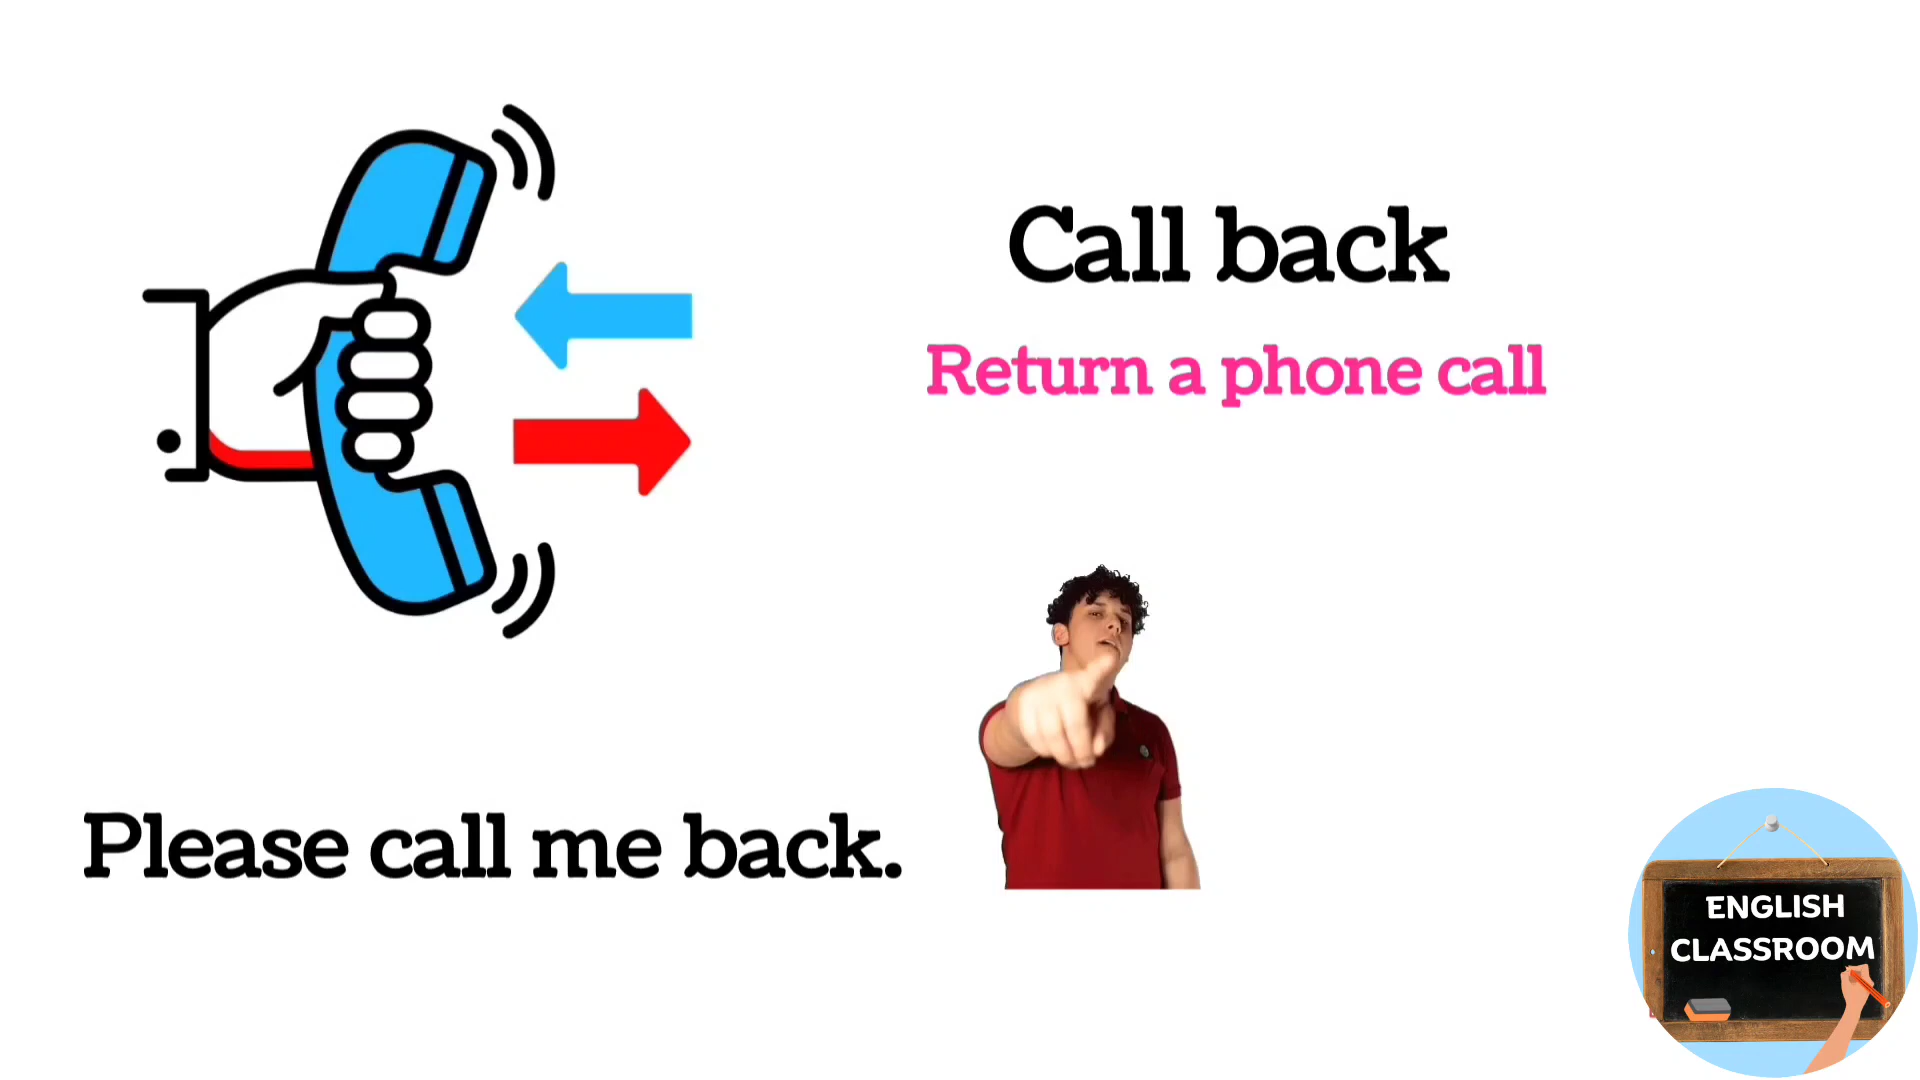 Call back
Return a phone call
Please call me back.
ENGLISH
CLASSROOM